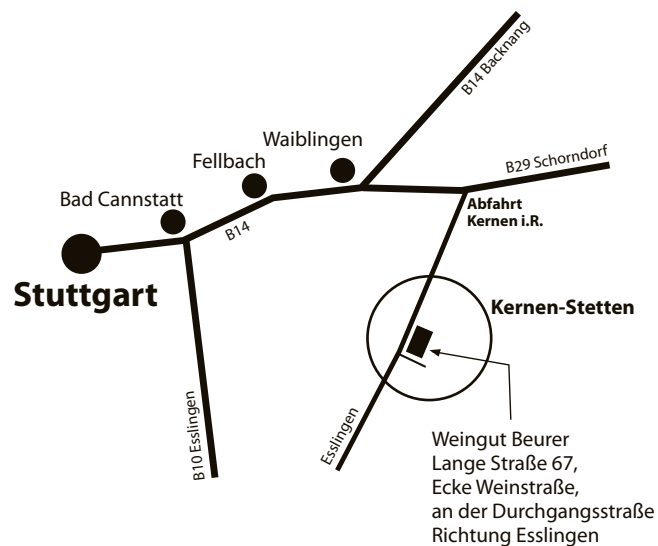 B14 Backnang
Waiblingen
Fellbach
B29 Schorndorf
Bad Cannstatt
B14
Abfahrt
Kernen i.R.
Stuttgart
Kernen-Stetten
B10 Esslingen
Esslingen
Weingut Beurer
Lange Straße 67,
Ecke Weinstraße,
an der Durchgangsstraße
Richtung Esslingen